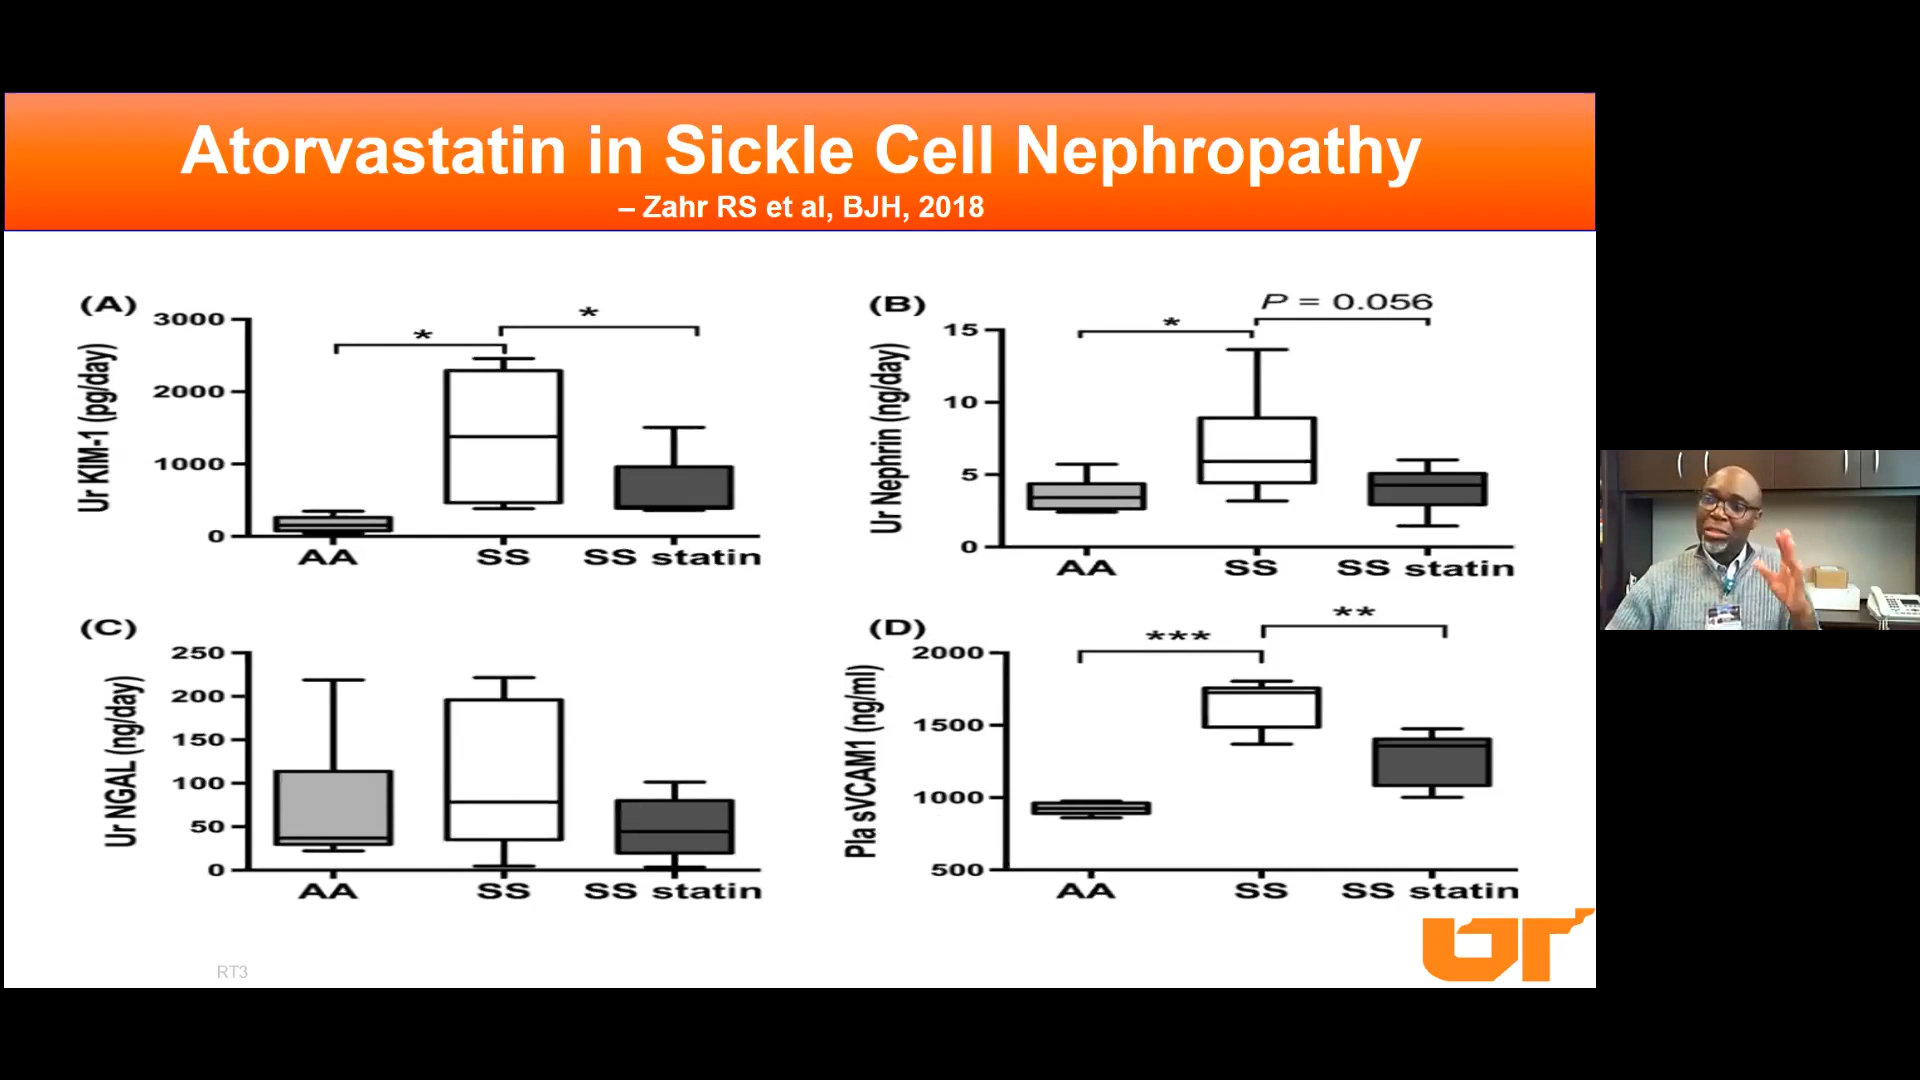 Atorvastatin in Sickle Cell Nephropathy
– Zahr RS et al, BJH, 2018
(A)
Ur KIM-1 (pg/day)
3000
2000
1000
0
*
*
AA SS SS statin
(B)
Ur Nephrin (ng/day)
15
10
5
0
*
P = 0.056
AA SS SS statin
(C)
Ur NGAL (ng/day)
250
200
150
100
50
0
AA SS SS statin
(D)
Pla sVCAM1 (ng/ml)
2000
1500
1000
500
***
**
AA SS SS statin
RT3
UT